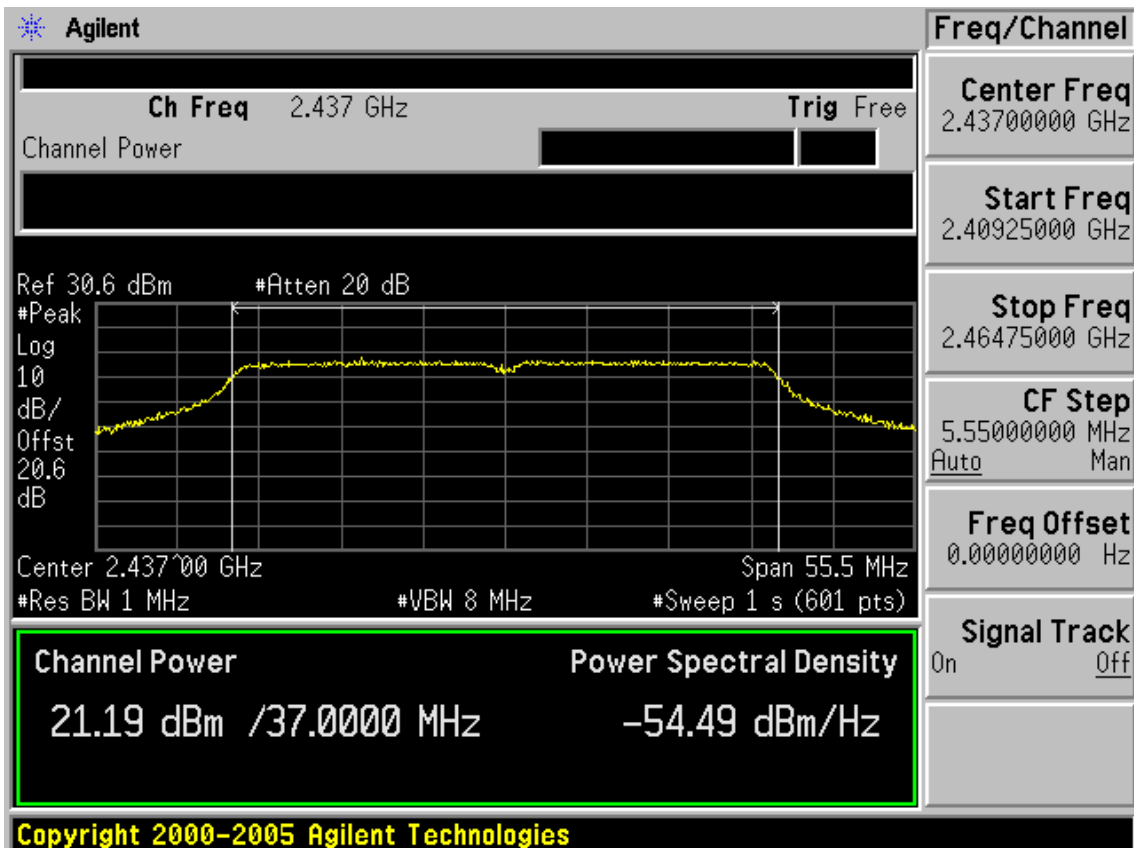 Agilent
Freq/Channel
Ch Freq 2.437 GHz Trig Free
Channel Power
Center Freq
2.43700000 GHz
Start Freq
2.40925000 GHz
Stop Freq
2.46475000 GHz
CF Step
5.55000000 MHz
Auto Man
Freq Offset
0.00000000 Hz
Signal Track
On Off
Ref 30.6 dBm #Atten 20 dB
#Peak
Log
10
dB/
Offst
20.6
dB
Center 2.437^00 GHz Span 55.5 MHz
#Res BW 1 MHz #VBW 8 MHz #Sweep 1 s (601 pts)
Channel Power Power Spectral Density
21.19 dBm /37.0000 MHz -54.49 dBm/Hz
Copyright 2000-2005 Agilent Technologies